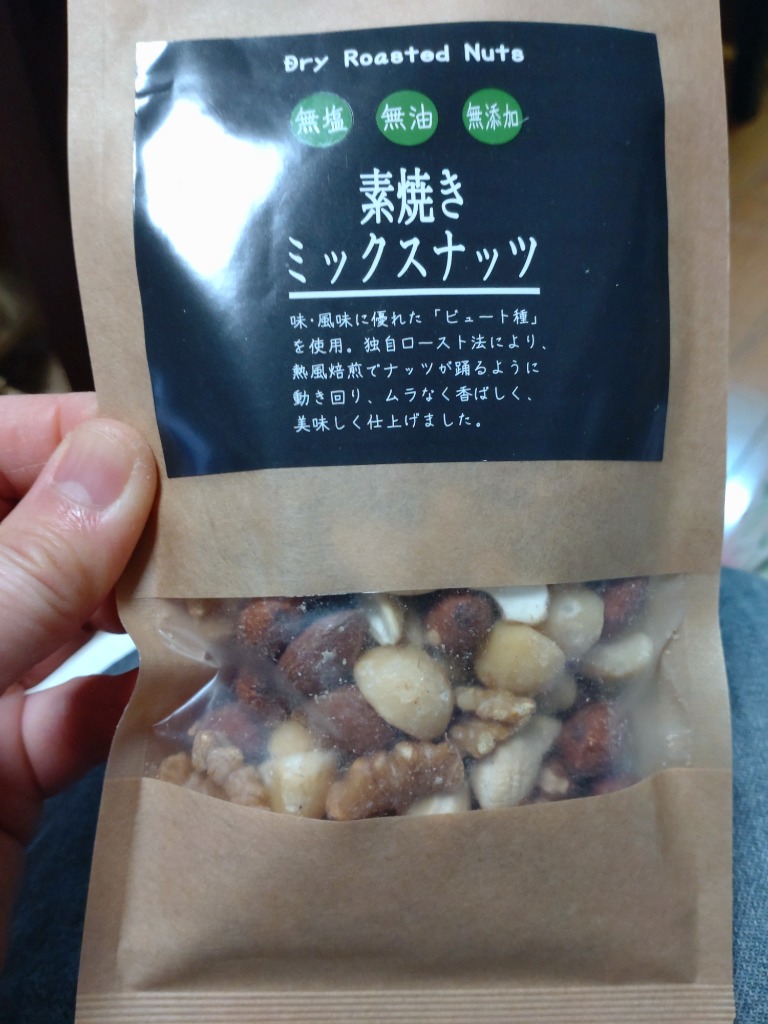 Dry Roasted Nuts
無塩 無油 無添加
素焼き
ミックスナッツ
味・風味に優れた「ビュート種」
を使用。独自ロースト法により、
熱風焙煎でナッツが踊るように
動き回り、ムラなく香ばしく、
美味しく仕上げました。